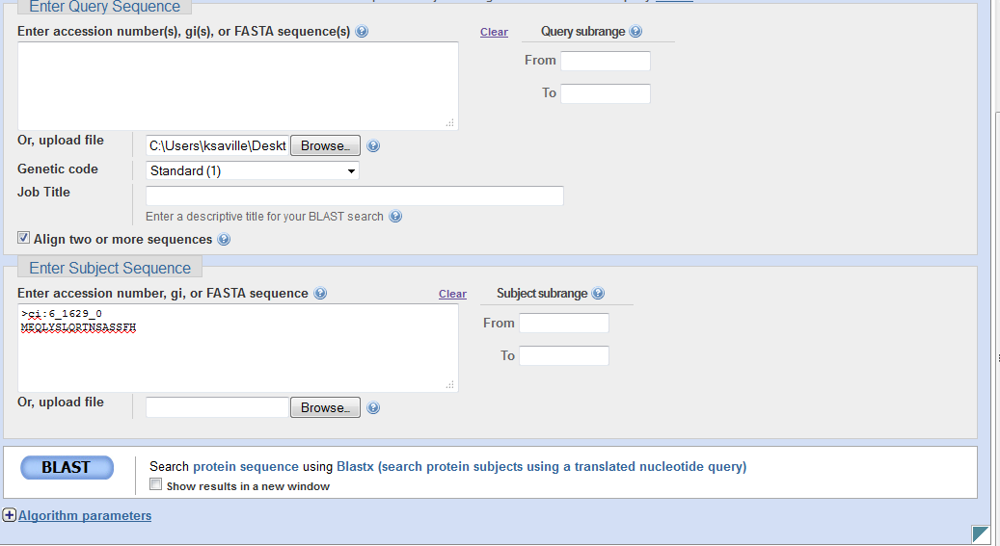 Enter Query Sequence
Enter accession number(s), gi(s), or FASTA sequence(s)
Clear
Query subrange
From
To
Or, upload file
C:\Users\ksaville\Deskt
Browse...
Genetic code
Standard (1)
Job Title
Enter a descriptive title for your BLAST search
Align two or more sequences
Enter Subject Sequence
Enter accession number, gi, or FASTA sequence
Clear
Subject subrange
>ci:6_1629_0
MEQLYSLQRTNSASSFH
From
To
Or, upload file
Browse...
BLAST
Search protein sequence using Blastx (search protein subjects using a translated nucleotide query)
Show results in a new window
Algorithm parameters